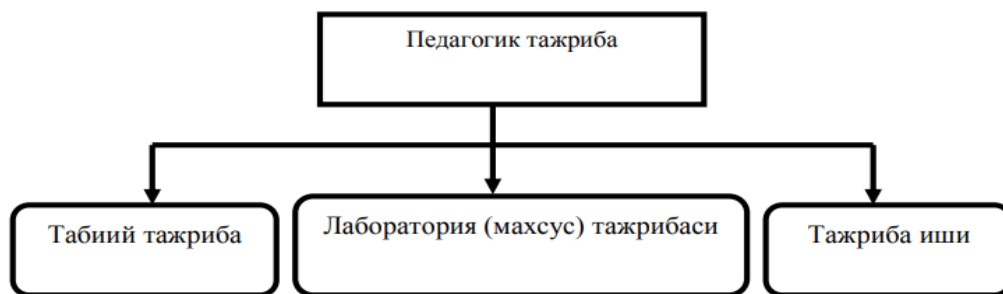 Педагогик тажриба
Табиий тажриба
Лаборатория (махсус) тажрибаси
Тажриба иши